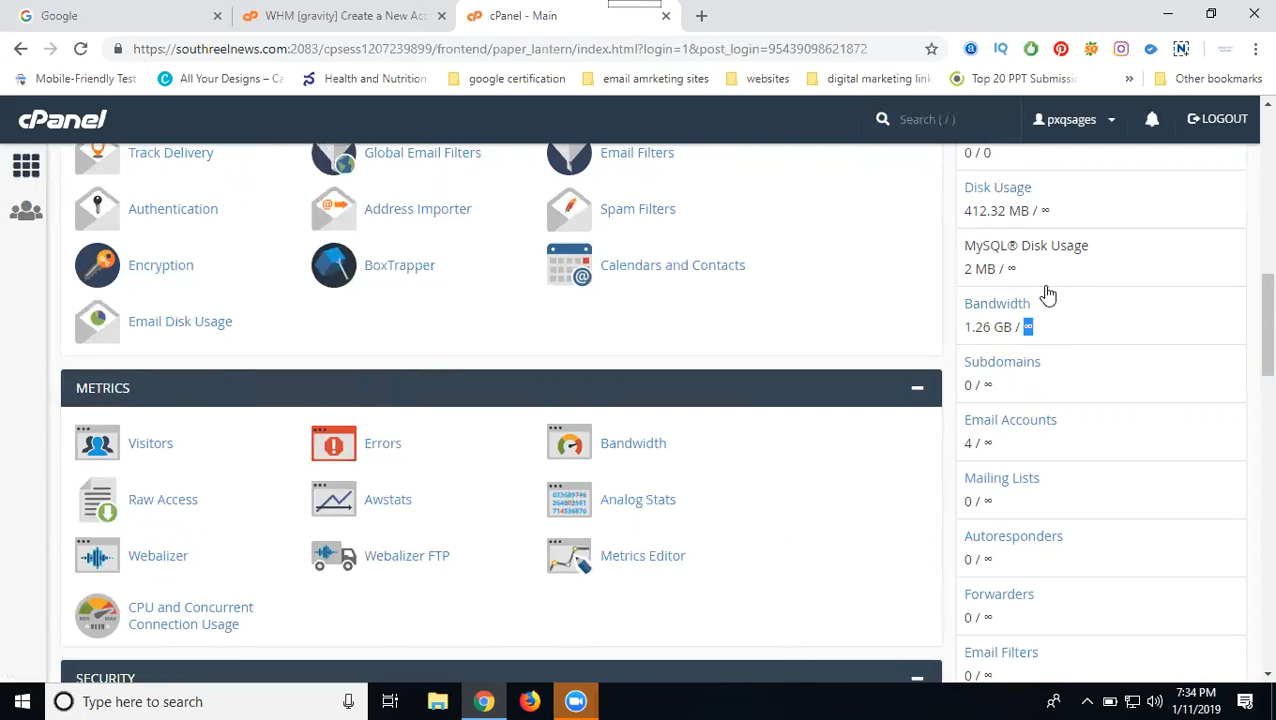 Google
WHM [gravity] Create a New Acc
cPanel - Main
https://southreelnews.com:2083/cpsess1207239899/frontend/paper_lantern/index.html?login=1&post_login=95439098621872
Mobile-Friendly Test
All Your Designs – Ca
Health and Nutrition
google certification
email amrketing sites
websites
digital marketing link
Top 20 PPT Submissi
Other bookmarks
cPanel
Search ( / )
pxqsages
LOGOUT
Track Delivery
Global Email Filters
Email Filters
Authentication
Address Importer
Spam Filters
Encryption
BoxTrapper
Calendars and Contacts
Email Disk Usage
METRICS
Visitors
Errors
Bandwidth
Raw Access
Awstats
Analog Stats
Webalizer
Webalizer FTP
Metrics Editor
CPU and Concurrent
Connection Usage
SECURITY
0 / 0
Disk Usage
412.32 MB / ∞
MySQL® Disk Usage
2 MB / ∞
Bandwidth
1.26 GB / ∞
Subdomains
0 / ∞
Email Accounts
4 / ∞
Mailing Lists
0 / ∞
Autoresponders
0 / ∞
Forwarders
0 / ∞
Email Filters
0 / ∞
Type here to search
7:34 PM
1/11/2019